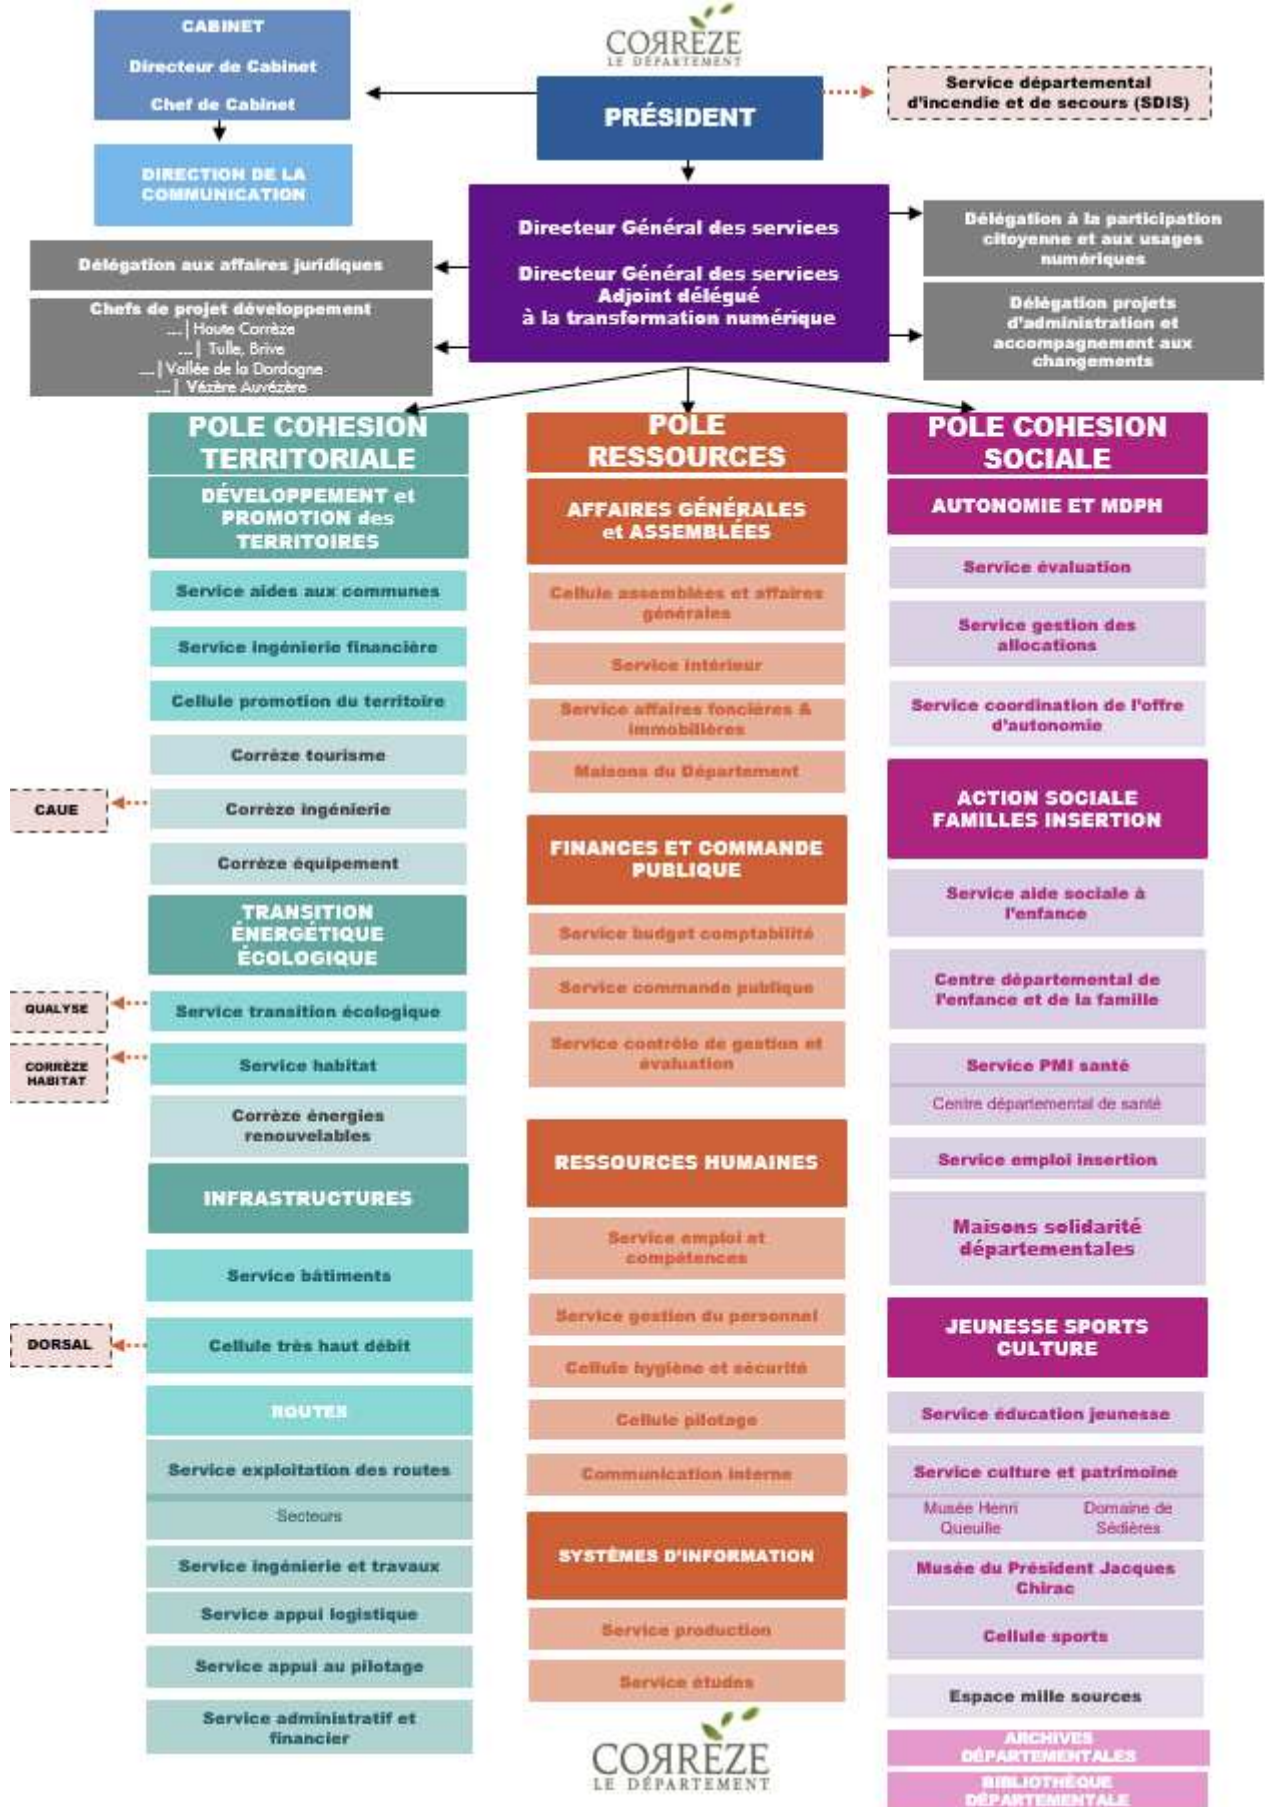 CORRÈZE
LE DÉPARTEMENT
CABINET
Directeur de Cabinet
Chef de Cabinet
PRÉSIDENT
Service départemental
d'incendie et de secours (SDIS)
DIRECTION DE LA
COMMUNICATION
Directeur Général des services
Directeur Général des services
Adjoint délégué
à la transformation numérique
Délégation à la participation
citoyenne et aux usages
numériques
Délégation aux affaires juridiques
Chefs de projet développement
...| Haute Corrèze
...| Tulle, Brive
...| Vallée de la Dordogne
...| Vézère Auvézère
Délégation projets
d'administration et
accompagnement aux
changements
POLE COHESION
TERRITORIALE
DÉVELOPPEMENT et
PROMOTION des
TERRITOIRES
Service aides aux communes
Service ingénierie financière
Cellule promotion du territoire
Corrèze tourisme
CAUE
Corrèze ingénierie
Corrèze équipement
TRANSITION
ÉNERGÉTIQUE
ÉCOLOGIQUE
QUALYSE
Service transition écologique
CORRÈZE
HABITAT
Service habitat
Corrèze énergies
renouvelables
INFRASTRUCTURES
Service bâtiments
DORSAL
Cellule très haut débit
ROUTES
Service exploitation des routes
Secteurs
Service ingénierie et travaux
Service appui logistique
Service appui au pilotage
Service administratif et
financier
POLE
RESSOURCES
AFFAIRES GÉNÉRALES
et ASSEMBLÉES
Cellule assemblées et affaires
générales
Service intérieur
Service affaires foncières &
immobilières
Maisons du Département
FINANCES ET COMMANDE
PUBLIQUE
Service budget comptabilité
Service commande publique
Service contrôle de gestion et
évaluation
RESSOURCES HUMAINES
Service emploi et
compétences
Service gestion du personnel
Cellule hygiène et sécurité
Cellule pilotage
Communication interne
SYSTÈMES D'INFORMATION
Service production
Service études
CORRÈZE
LE DÉPARTEMENT
POLE COHESION
SOCIALE
AUTONOMIE ET MDPH
Service évaluation
Service gestion des
allocations
Service coordination de l'offre
d'autonomie
ACTION SOCIALE
FAMILLES INSERTION
Service aide sociale à
l'enfance
Centre départemental de
l'enfance et de la famille
Service PMI santé
Centre départemental de santé
Service emploi insertion
Maisons solidarité
départementales
JEUNESSE SPORTS
CULTURE
Service éducation jeunesse
Service culture et patrimoine
Musée Henri
Queuille
Domaine de
Sédières
Musée du Président Jacques
Chirac
Cellule sports
Espace mille sources
ARCHIVES
DÉPARTEMENTALES
BIBLIOTHÈQUE
DÉPARTEMENTALE